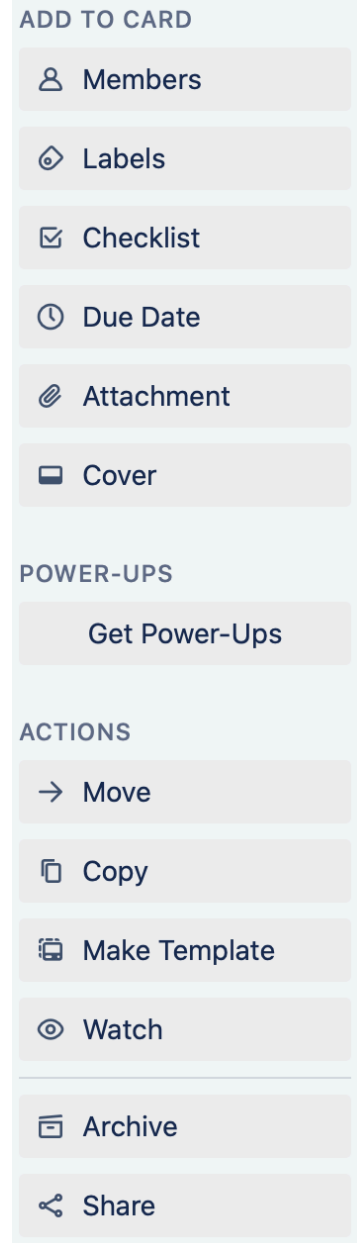 ADD TO CARD
Members
Labels
Checklist
Due Date
Attachment
Cover
POWER-UPS
Get Power-Ups
ACTIONS
Move
Copy
Make Template
Watch
Archive
Share